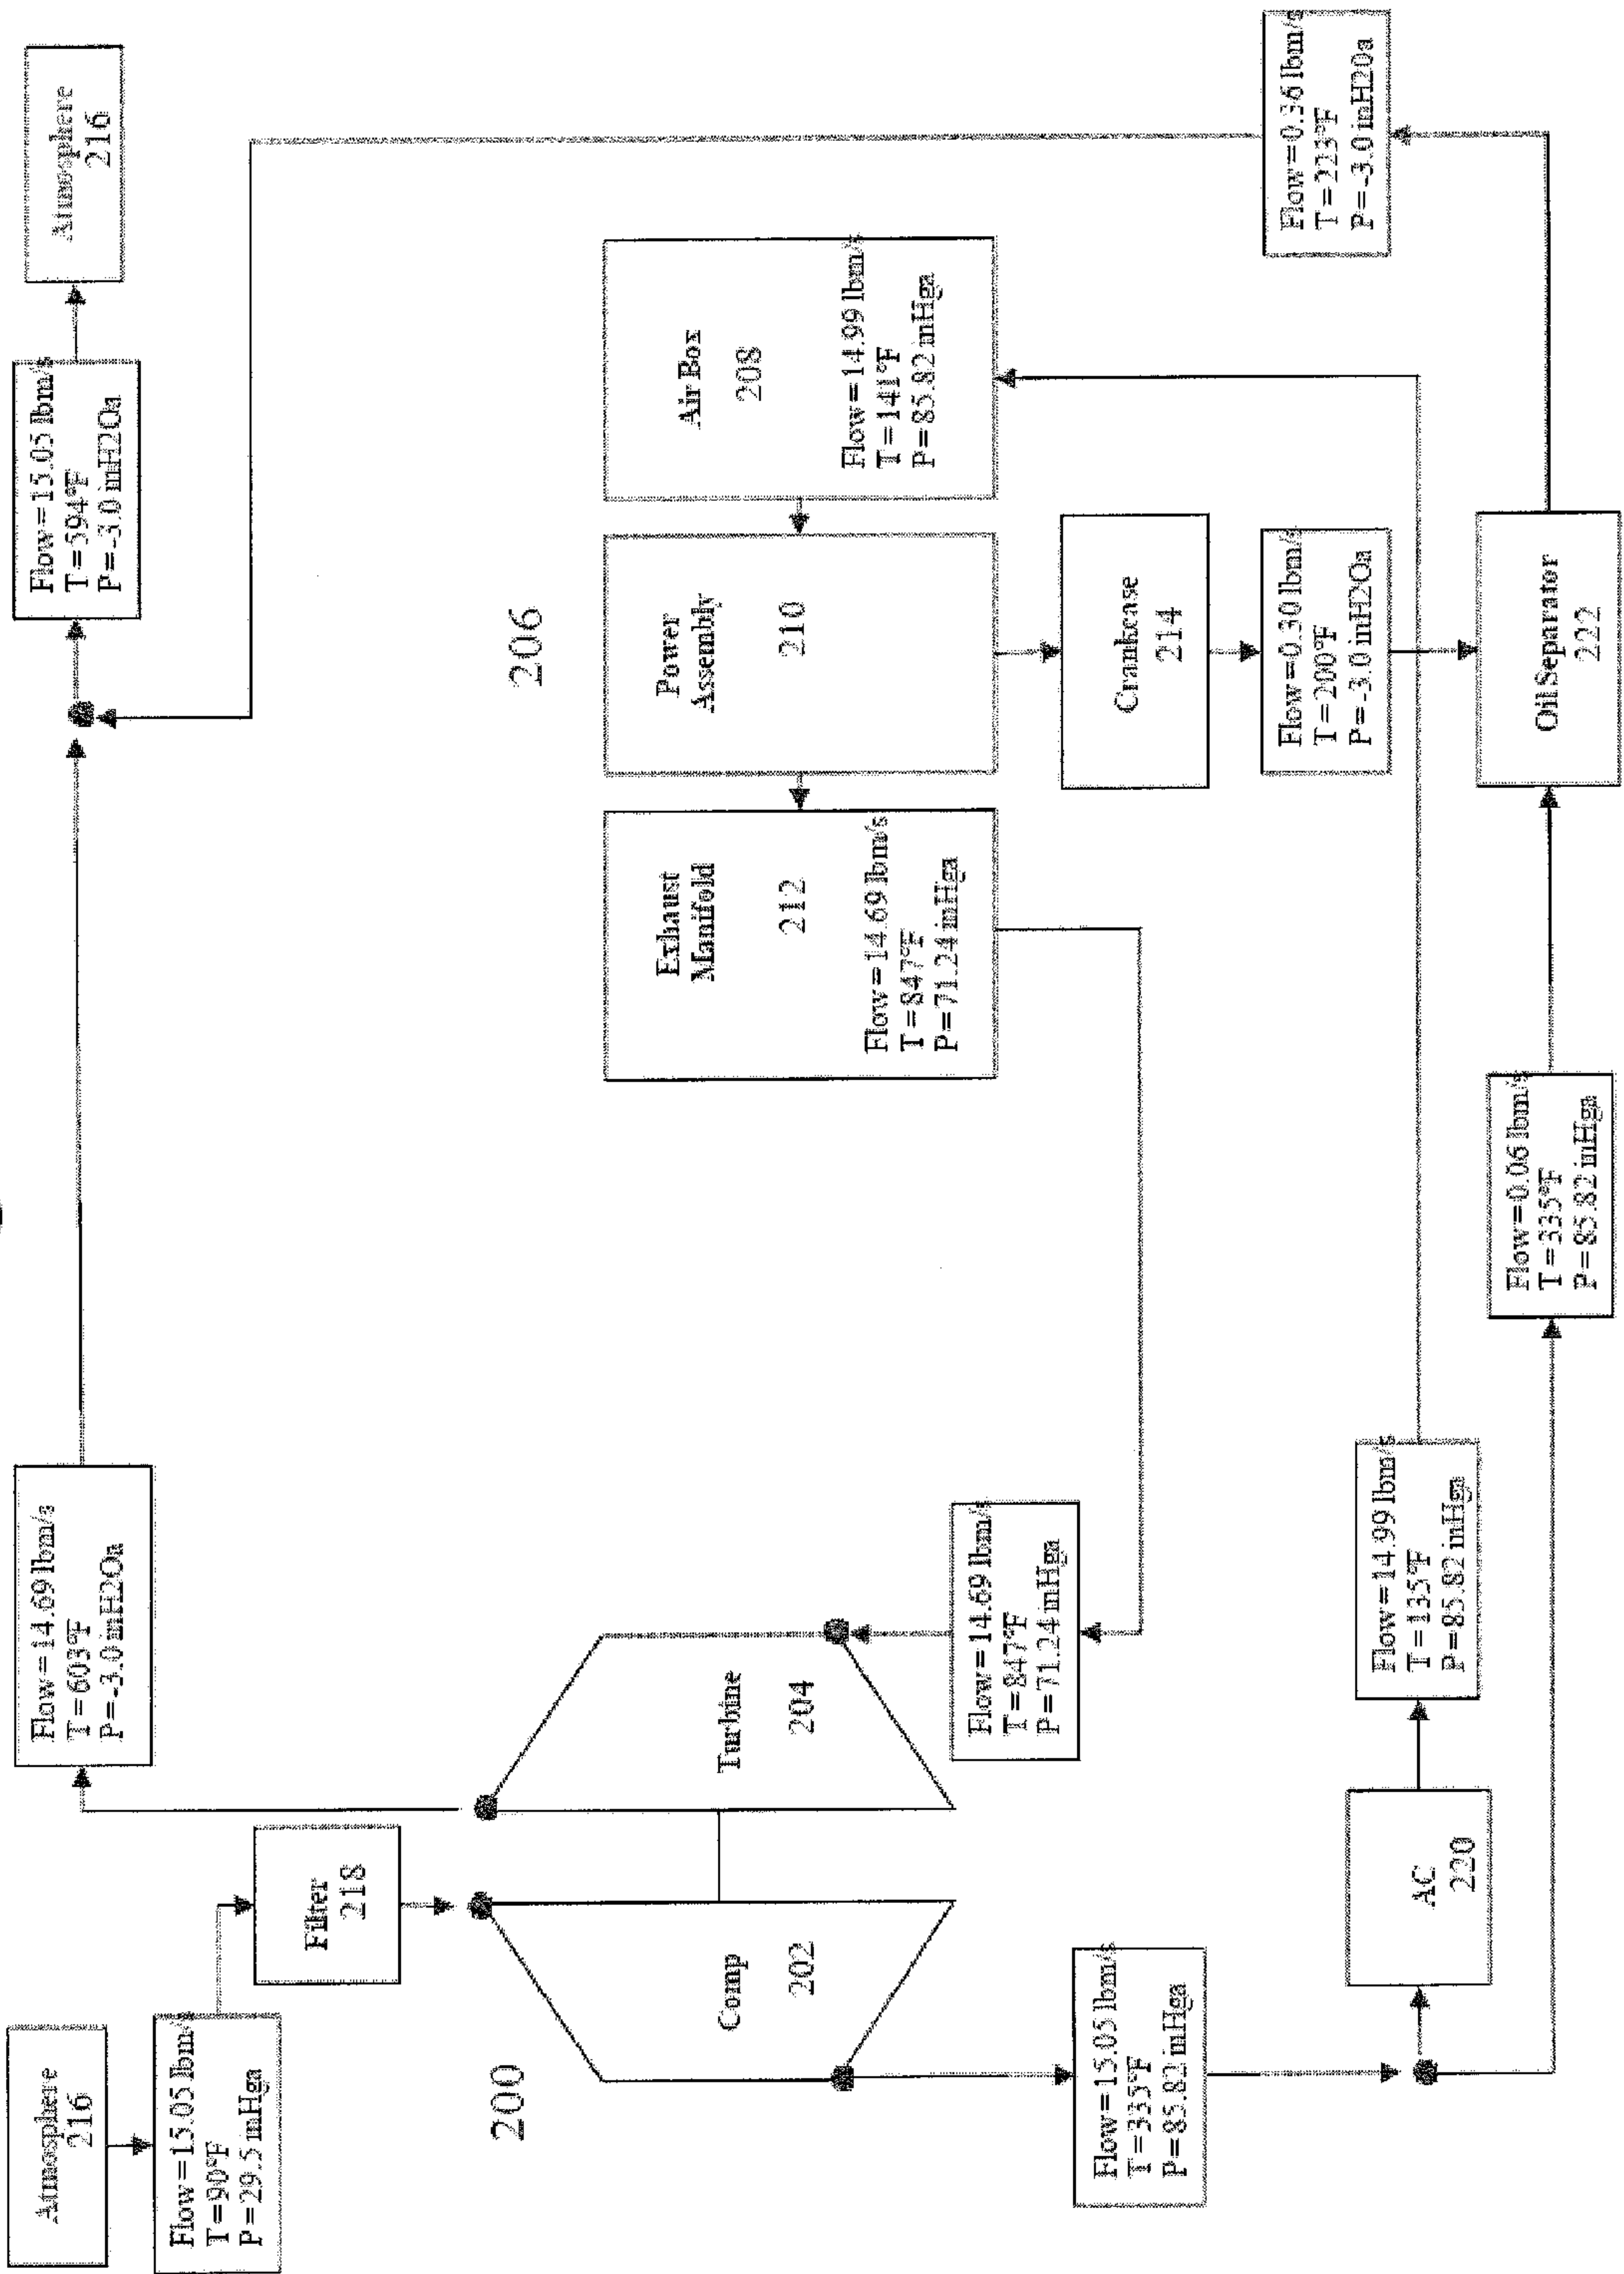 Atmosphere
216
Flow=15.05 lbm/s
T=90°F
P=29.5 inHga
Filter
218
200
Comp
202
Turbine
204
Flow=14.69 lbm/s
T=603°F
P=-3.0 inH2Oa
Flow=15.05 lbm/s
T=594°F
P=-3.0 inH2Oa
Atmosphere
216
206
Exhaust
Manifold
212
Flow=14.69 lbm/s
T=847°F
P=71.24 inHga
Power
Assembly
210
Air Box
208
Flow=14.99 lbm/s
T=141°F
P=85.82 inHga
Crankcase
214
Flow=0.30 lbm/s
T=200°F
P=-3.0 inH2Oa
Flow=0.36 lbm/s
T=223°F
P=-3.0 inH20a
Flow=14.69 lbm/s
T=847°F
P=71.24 inHga
Flow=15.05 lbm/s
T=335°F
P=85.82 inHga
AC
220
Flow=14.99 lbm/s
T=135°F
P=85.82 inHga
Flow=0.06 lbm/s
T=335°F
P=85.82 inHga
Oil Separator
222